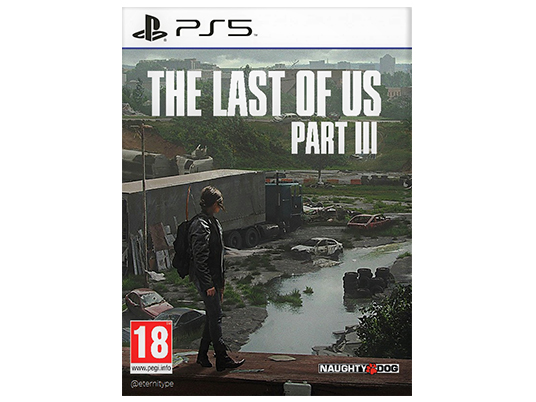 PS5
THE LAST OF US
PART III
18
www.pegi.info
NAUGHTY DOG
@eternitype